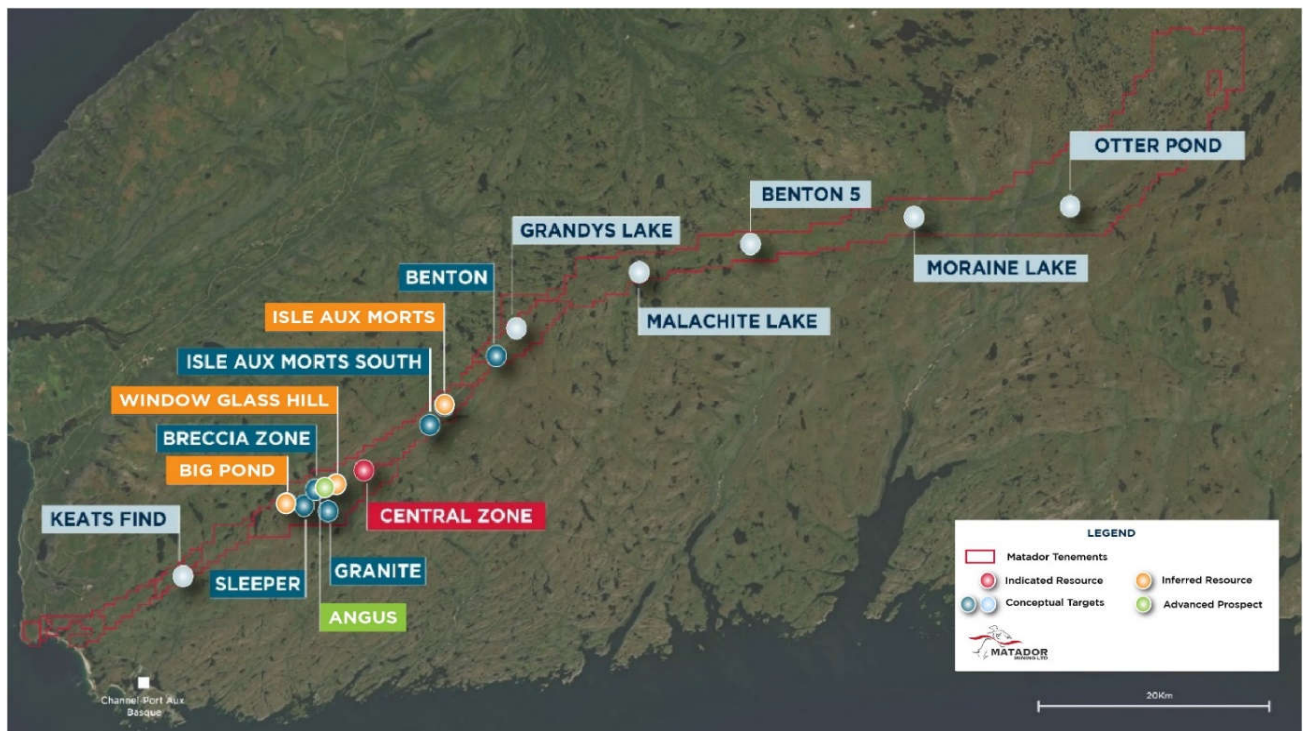 OTTER POND
BENTON 5
GRANDYS LAKE
MORAINE LAKE
BENTON
ISLE AUX MORTS
MALACHITE LAKE
ISLE AUX MORTS SOUTH
WINDOW GLASS HILL
BRECCIA ZONE
BIG POND
KEATS FIND
CENTRAL ZONE
SLEEPER
GRANITE
ANGUS
Channel-Port Aux
Basque
LEGEND
Matador Tenements
Indicated Resource
Inferred Resource
Conceptual Targets
Advanced Prospect
MATADOR
MINING LTD
20Km